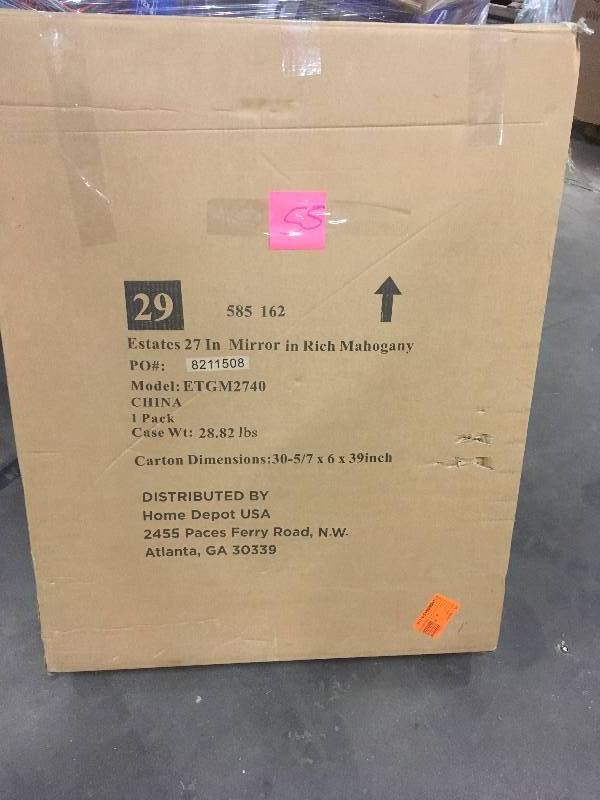 55
29
585 162
Estates 27 In Mirror in Rich Mahogany
PO#: 8211508
Model: ETGM2740
CHINA
1 Pack
Case Wt: 28.82 lbs
Carton Dimensions:30-5/7 x 6 x 39inch
DISTRIBUTED BY
Home Depot USA
2455 Paces Ferry Road, N.W.
Atlanta, GA 30339